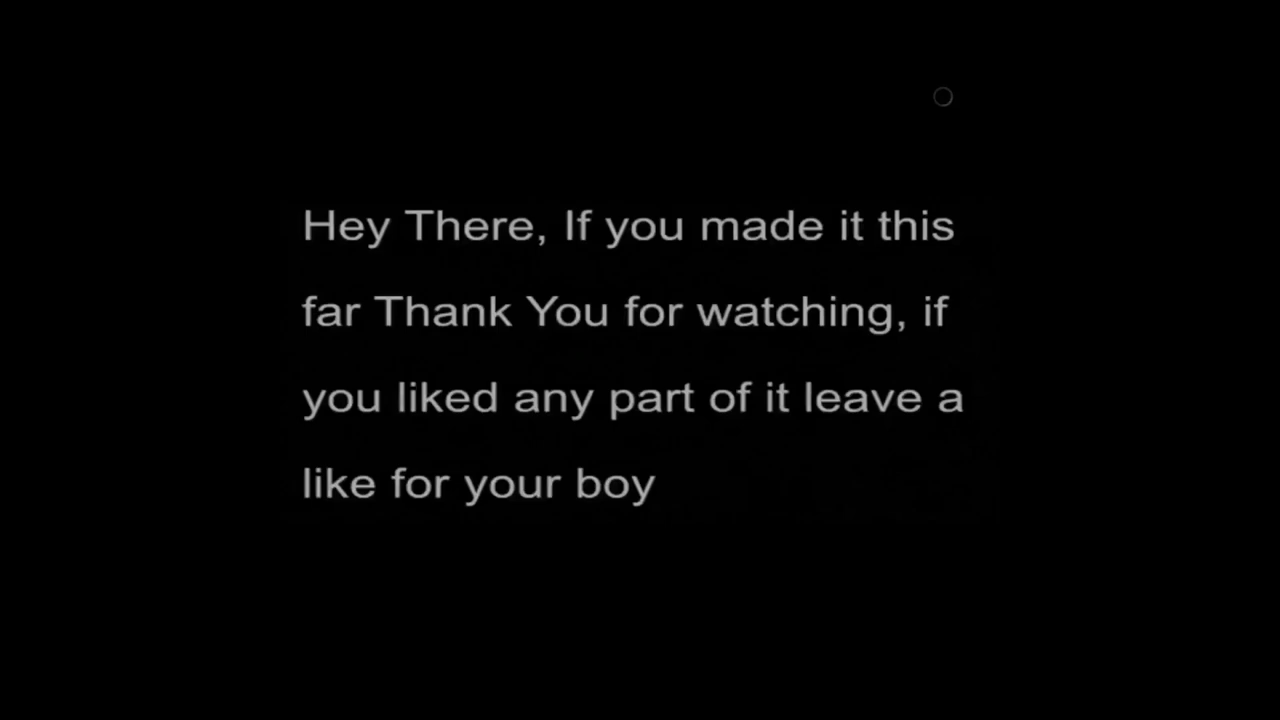 Hey There, If you made it this
far Thank You for watching, if
you liked any part of it leave a
like for your boy